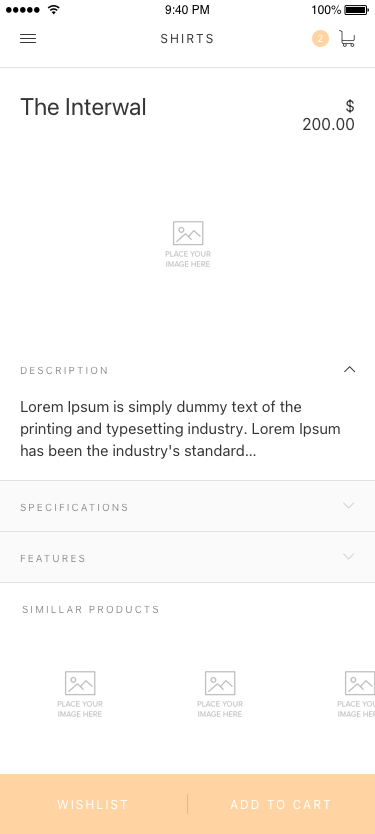 9:40 PM
100%
SHIRTS
2
The Interwal
$
200.00
PLACE YOUR
IMAGE HERE
DESCRIPTION
Lorem Ipsum is simply dummy text of the
printing and typesetting industry. Lorem Ipsum
has been the industry's standard...
SPECIFICATIONS
FEATURES
SIMILLAR PRODUCTS
PLACE YOUR
IMAGE HERE
PLACE YOUR
IMAGE HERE
PLACE YOU
IMAGE HER
WISHLIST
ADD TO CART